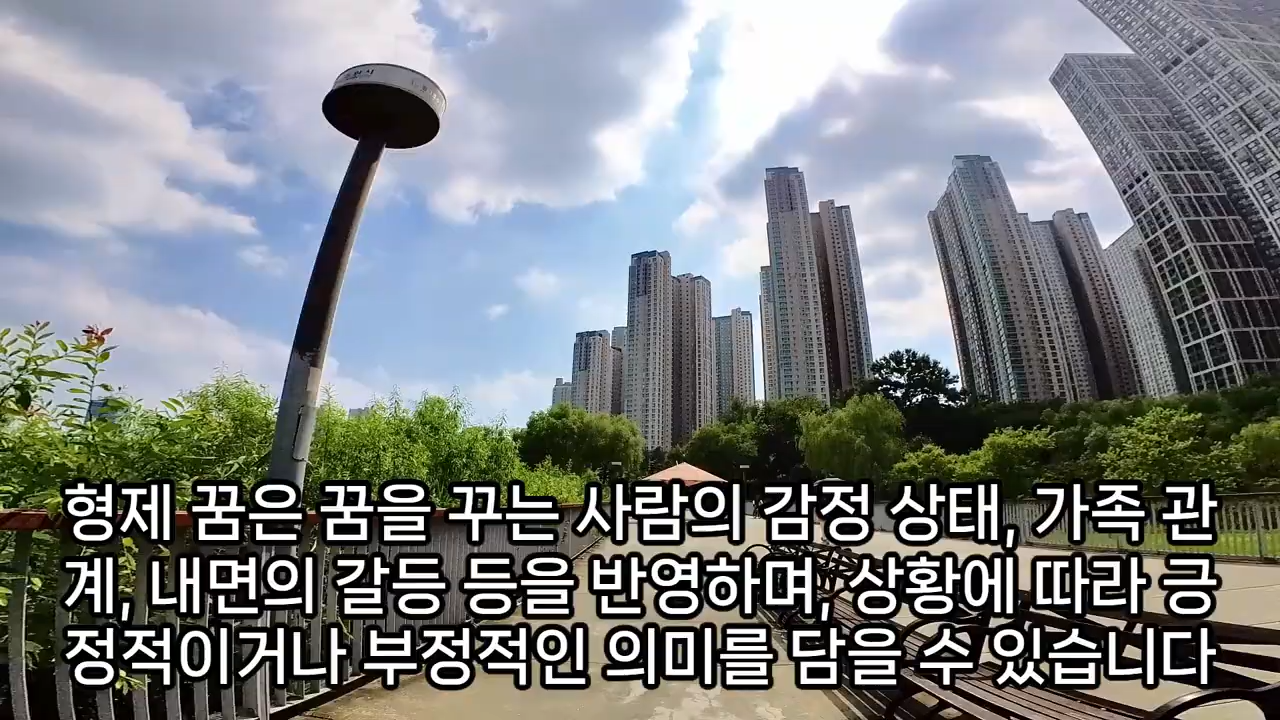 형제 꿈은 꿈을 꾸는 사람의 감정 상태, 가족 관
계, 내면의 갈등 등을 반영하며, 상황에 따라 긍
정적이거나 부정적인 의미를 담을 수 있습니다